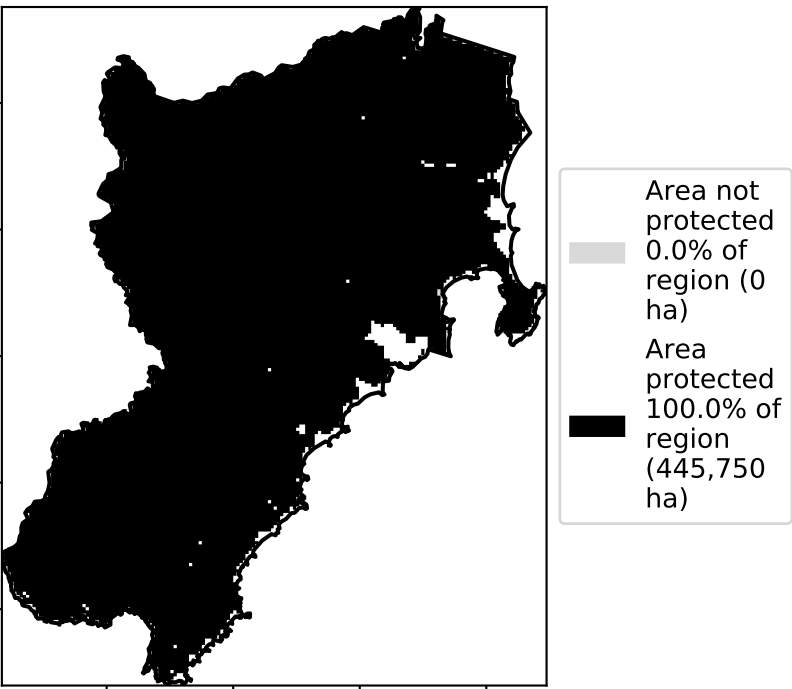 Area not
protected
0.0% of
region (0
ha)
Area
protected
100.0% of
region
(445,750
ha)